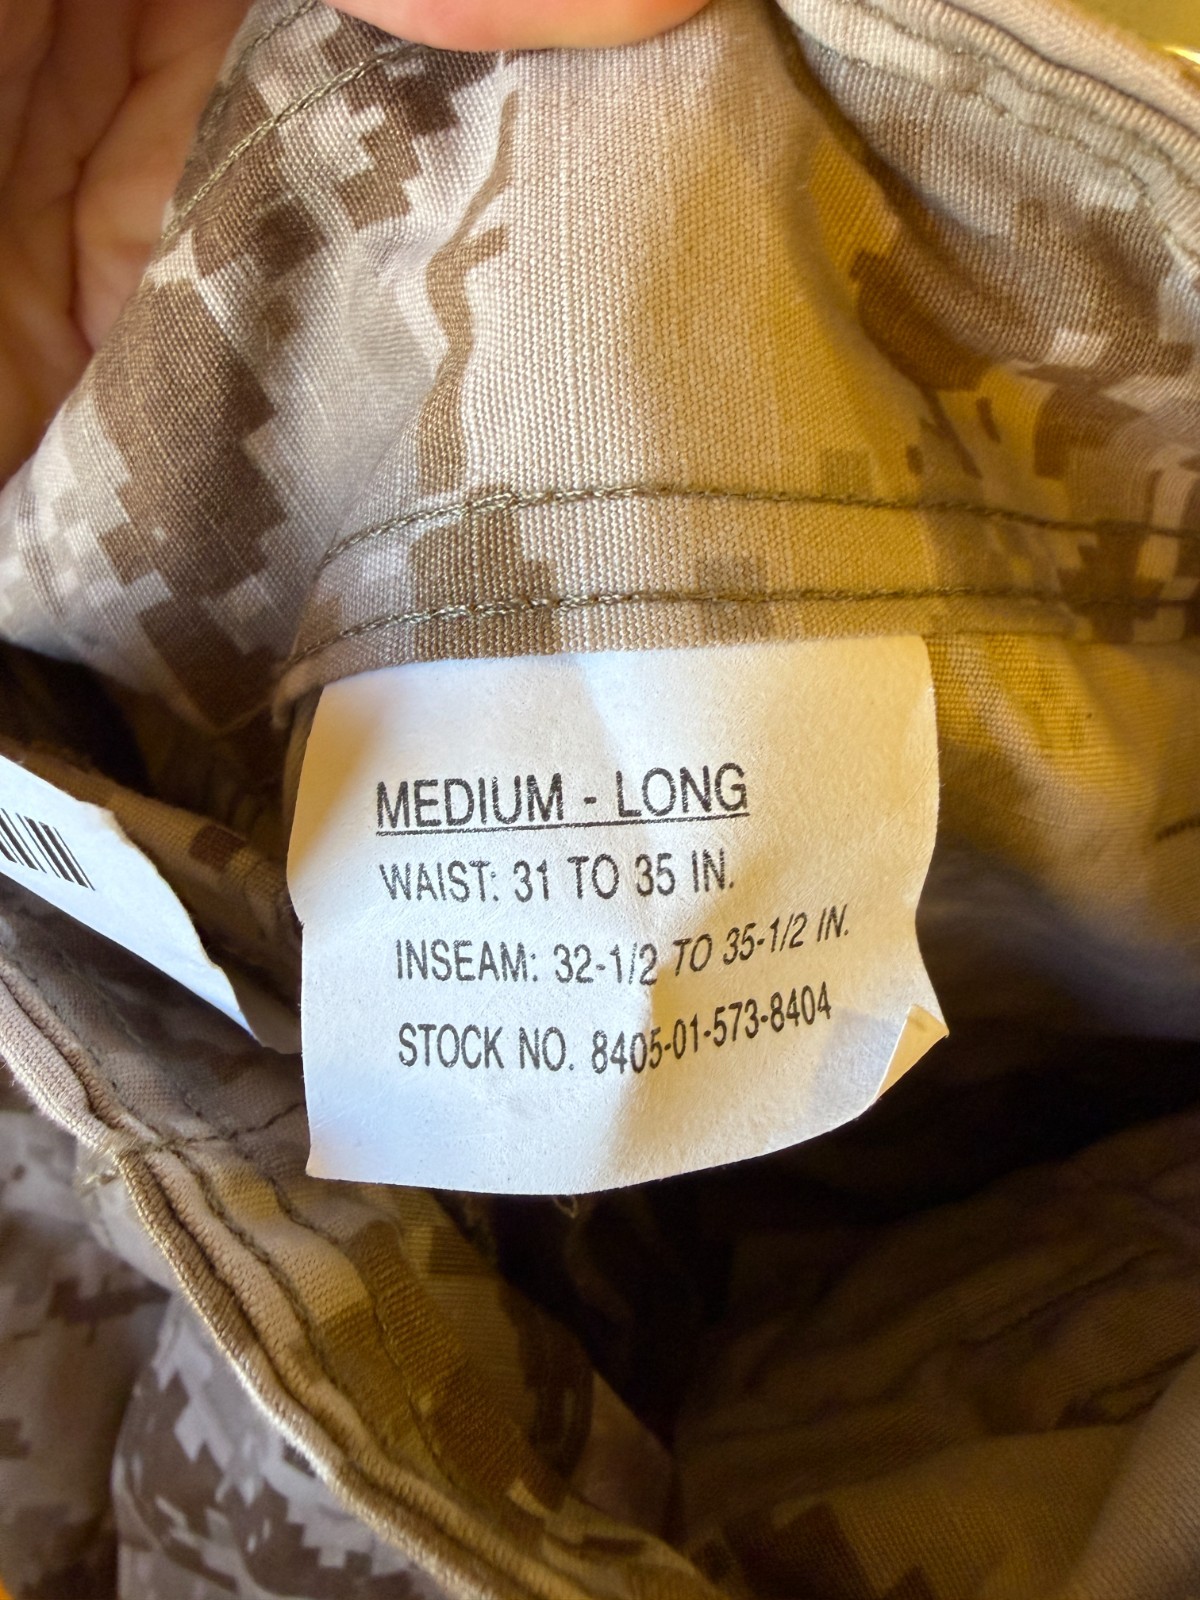 MEDIUM - LONG
WAIST: 31 TO 35 IN.
INSEAM: 32-1/2 TO 35-1/2 IN.
STOCK NO. 8405-01-573-8404